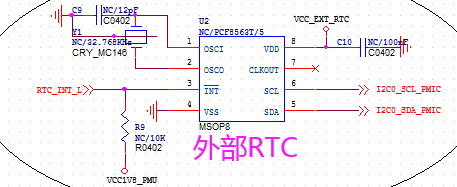 C9
NC/12pF
C0402
Y1
NC/32.768KHz
CRY_MC146
U2
NC/PCF8563T/5
1
OSCI
VDD
8
2
OSCO
CLKOUT
7
3
INT
SCL
6
4
VSS
SDA
5
MSOP8
VCC_EXT_RTC
C10
NC/100nF
C0402
RTC_INT_L
I2C0_SCL_PMIC
I2C0_SDA_PMIC
R9
NC/10K
R0402
VCC1V8_PMU
外部RTC